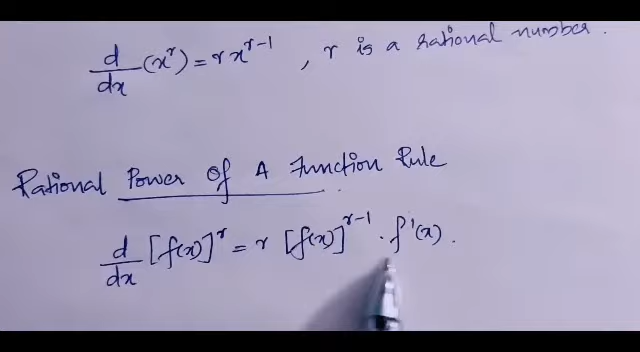 d/dx (x^r) = r x^(r-1) , r is a rational number.
Rational Power Of A Function Rule
d/dx [f(x)]^r = r [f(x)]^(r-1) · f'(x).